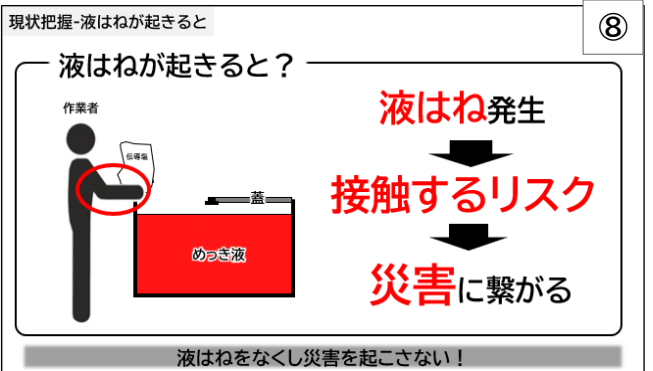 現状把握-液はねが起きると
⑧
液はねが起きると？
作業者
伝導塩
蓋
めっき液
液はね発生
接触するリスク
災害に繋がる
液はねをなくし災害を起こさない！